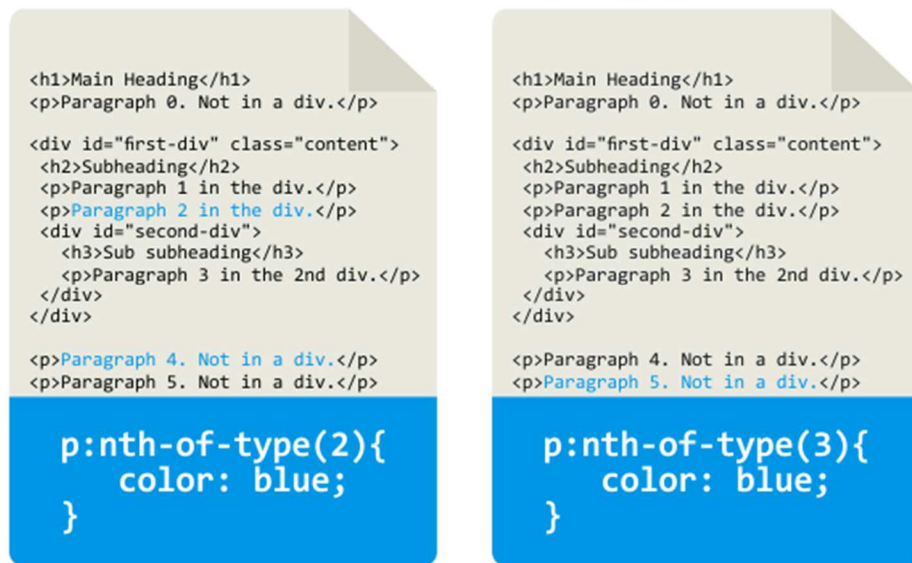 <h1>Main Heading</h1>
<p>Paragraph 0. Not in a div.</p>
<div id="first-div" class="content">
<h2>Subheading</h2>
<p>Paragraph 1 in the div.</p>
<p>Paragraph 2 in the div.</p>
<div id="second-div">
<h3>Sub subheading</h3>
<p>Paragraph 3 in the 2nd div.</p>
</div>
</div>
<p>Paragraph 4. Not in a div.</p>
<p>Paragraph 5. Not in a div.</p>
p:nth-of-type(2){
color: blue;
}
<h1>Main Heading</h1>
<p>Paragraph 0. Not in a div.</p>
<div id="first-div" class="content">
<h2>Subheading</h2>
<p>Paragraph 1 in the div.</p>
<p>Paragraph 2 in the div.</p>
<div id="second-div">
<h3>Sub subheading</h3>
<p>Paragraph 3 in the 2nd div.</p>
</div>
</div>
<p>Paragraph 4. Not in a div.</p>
<p>Paragraph 5. Not in a div.</p>
p:nth-of-type(3){
color: blue;
}